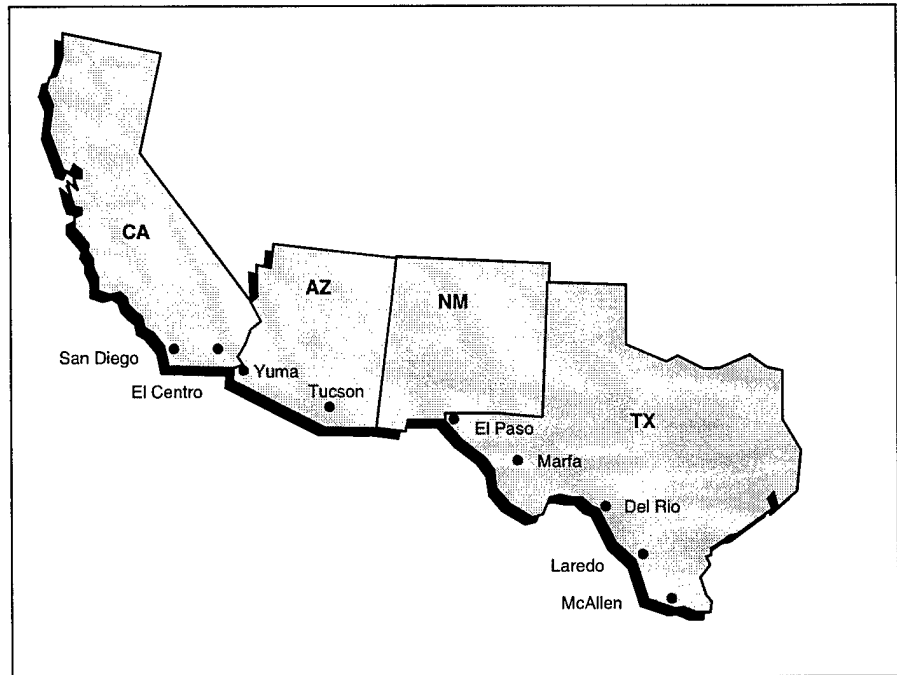 CA
AZ
NM
San Diego
El Centro
Yuma
Tucson
El Paso
TX
Marfa
Del Rio
Laredo
McAllen